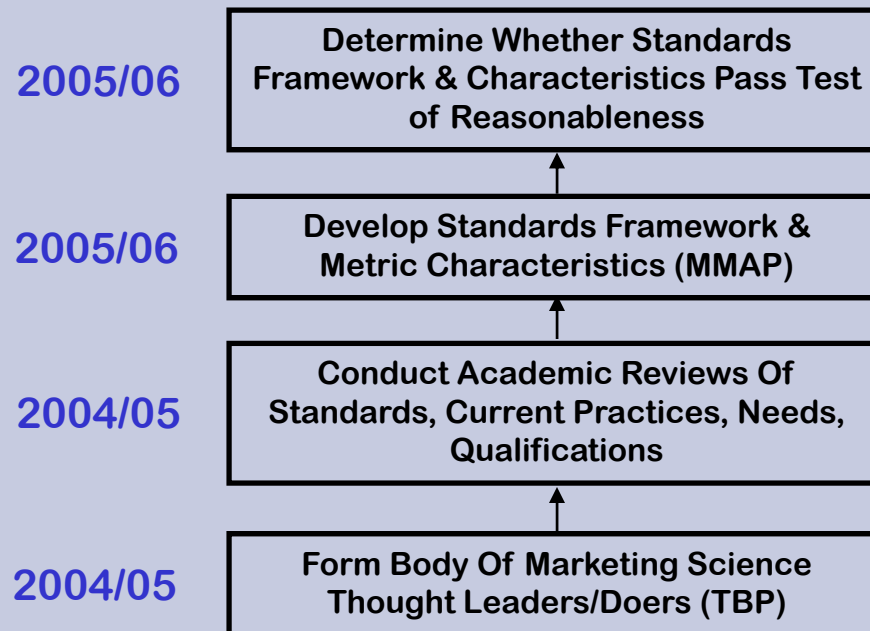 2005/06
Determine Whether Standards
Framework & Characteristics Pass Test
of Reasonableness
2005/06
Develop Standards Framework &
Metric Characteristics (MMAP)
2004/05
Conduct Academic Reviews Of
Standards, Current Practices, Needs,
Qualifications
2004/05
Form Body Of Marketing Science
Thought Leaders/Doers (TBP)